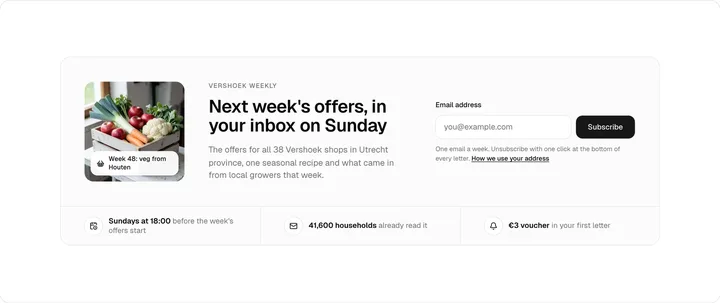 VERSHOEK WEEKLY
Next week's offers, in
your inbox on Sunday
The offers for all 38 Vershoek shops in Utrecht
province, one seasonal recipe and what came in
from local growers that week.
Week 48: veg from
Houten
Email address
you@example.com
Subscribe
One email a week. Unsubscribe with one click at the bottom of
every letter. How we use your address
Sundays at 18:00 before the week's
offers start
41,600 households already read it
€3 voucher in your first letter